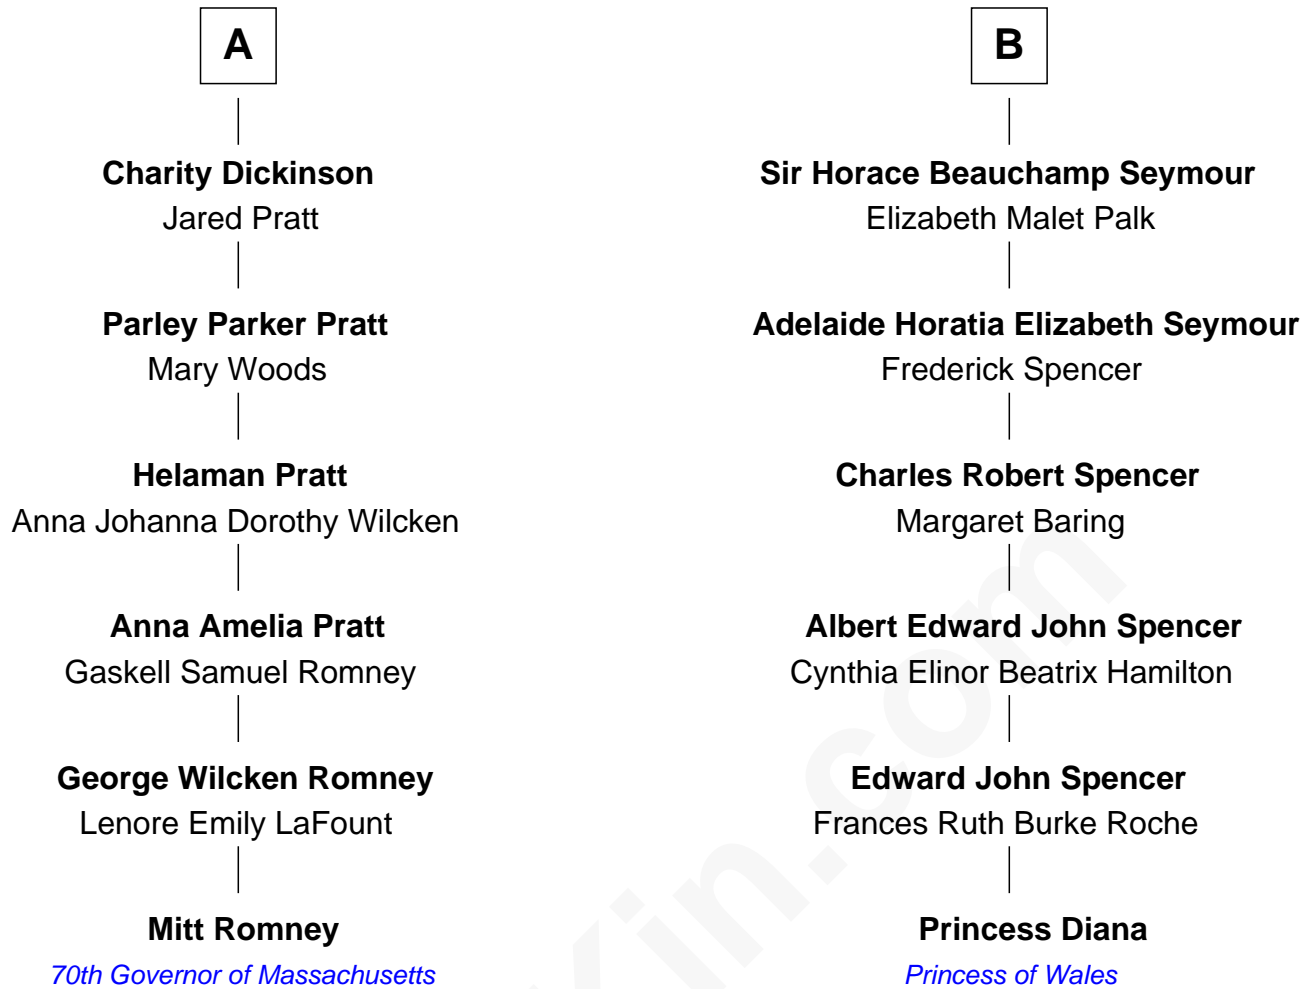 A
Charity Dickinson
Jared Pratt
Parley Parker Pratt
Mary Woods
Helaman Pratt
Anna Johanna Dorothy Wilcken
Anna Amelia Pratt
Gaskell Samuel Romney
George Wilcken Romney
Lenore Emily LaFount
Mitt Romney
70th Governor of Massachusetts
B
Sir Horace Beauchamp Seymour
Elizabeth Malet Palk
Adelaide Horatia Elizabeth Seymour
Frederick Spencer
Charles Robert Spencer
Margaret Baring
Albert Edward John Spencer
Cynthia Elinor Beatrix Hamilton
Edward John Spencer
Frances Ruth Burke Roche
Princess Diana
Princess of Wales